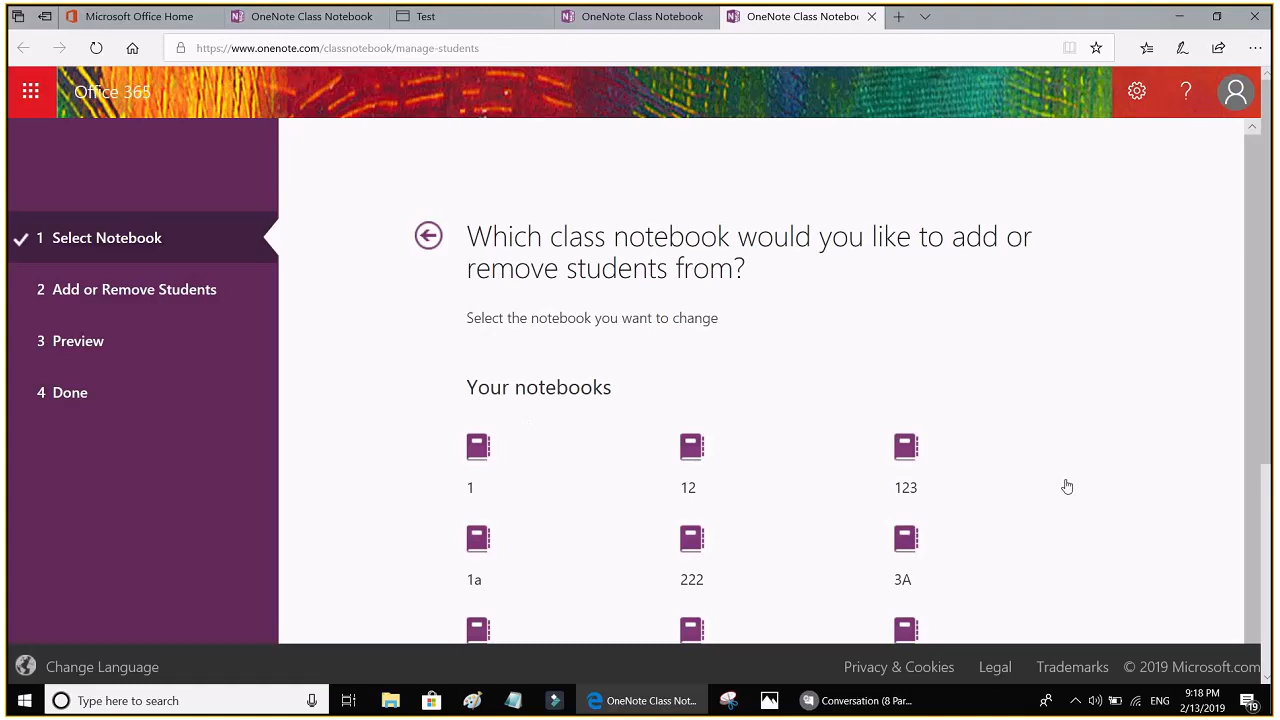 Microsoft Office Home
OneNote Class Notebook
Test
OneNote Class Notebook
OneNote Class Notebo
https://www.onenote.com/classnotebook/manage-students
Office 365
1 Select Notebook
2 Add or Remove Students
3 Preview
4 Done
Which class notebook would you like to add or
remove students from?
Select the notebook you want to change
Your notebooks
1
12
123
1a
222
3A
Change Language
Privacy & Cookies
Legal
Trademarks
© 2019 Microsoft.com
Type here to search
OneNote Class Not...
Conversation (8 Par...
ENG
9:18 PM
2/13/2019
19